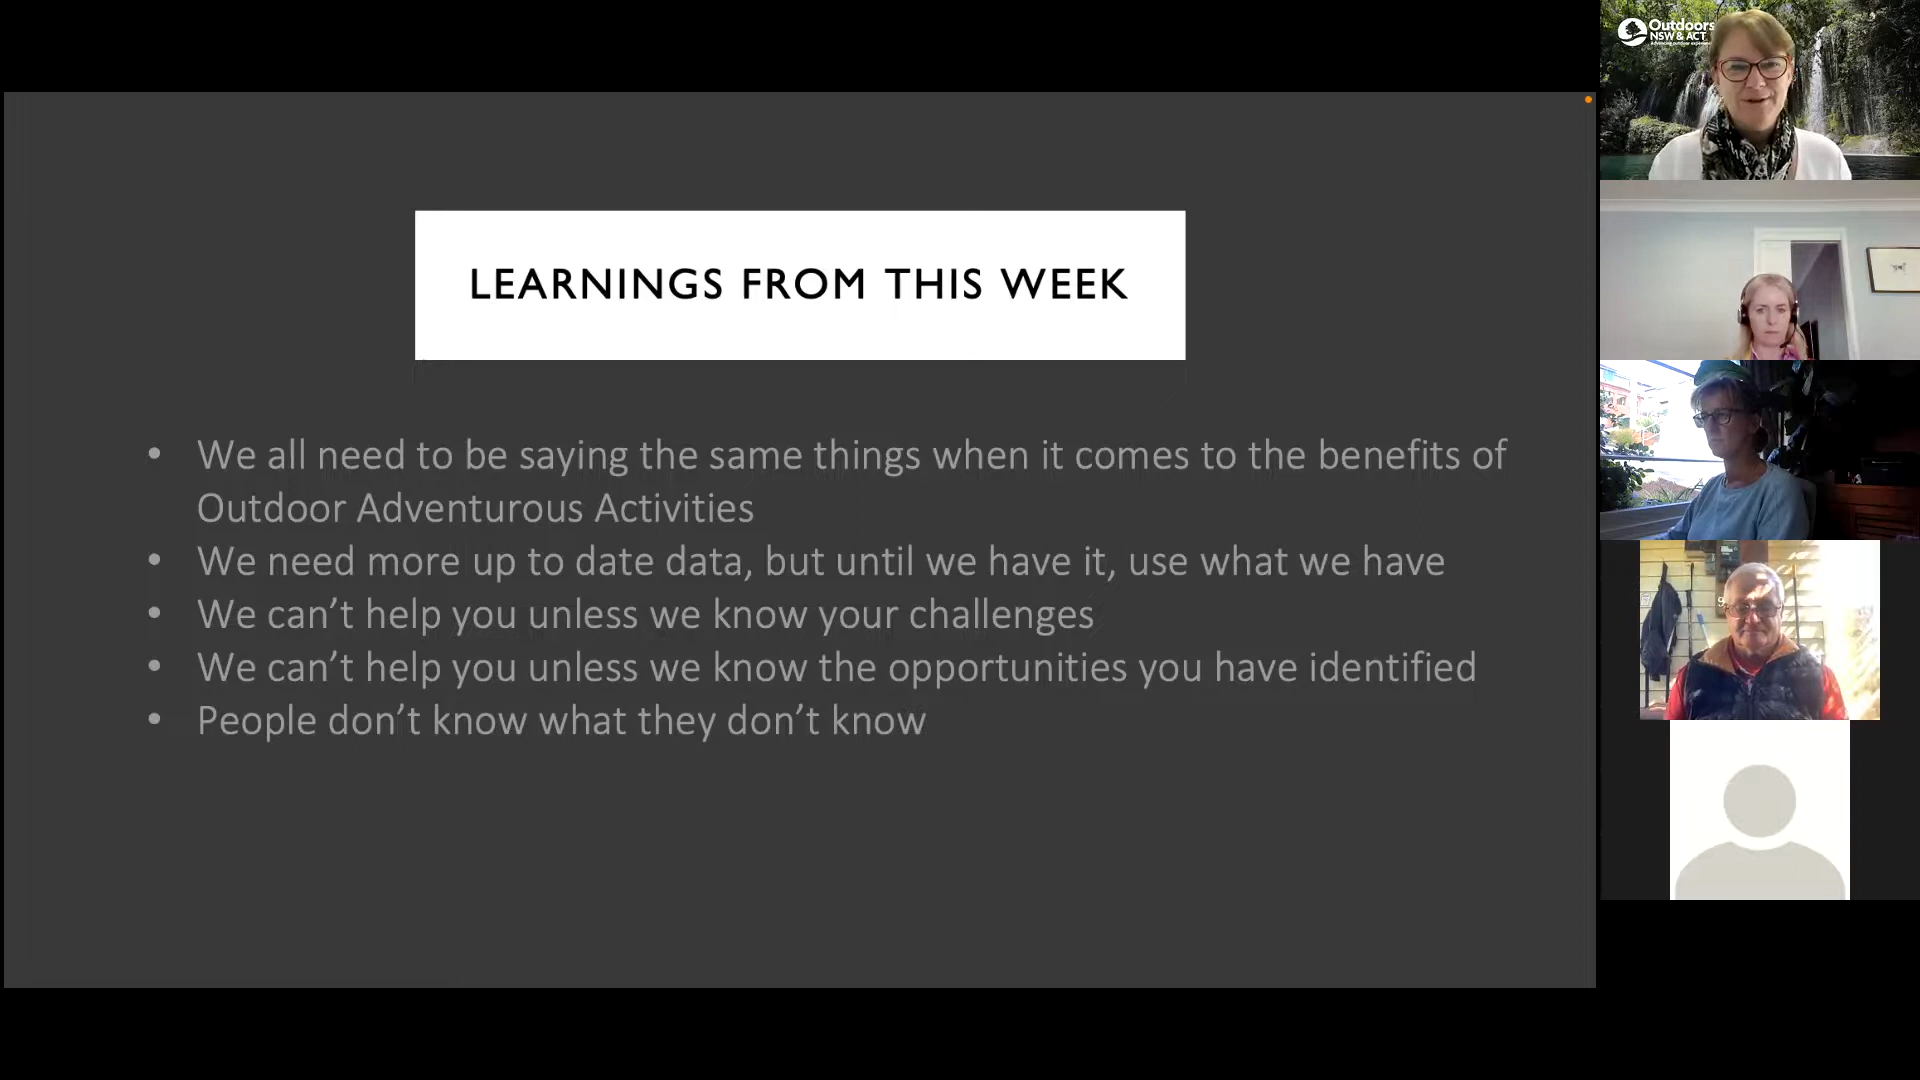 Outdoors
NSW & ACT
LEARNINGS FROM THIS WEEK
• We all need to be saying the same things when it comes to the benefits of
Outdoor Adventurous Activities
• We need more up to date data, but until we have it, use what we have
• We can’t help you unless we know your challenges
• We can’t help you unless we know the opportunities you have identified
• People don’t know what they don’t know